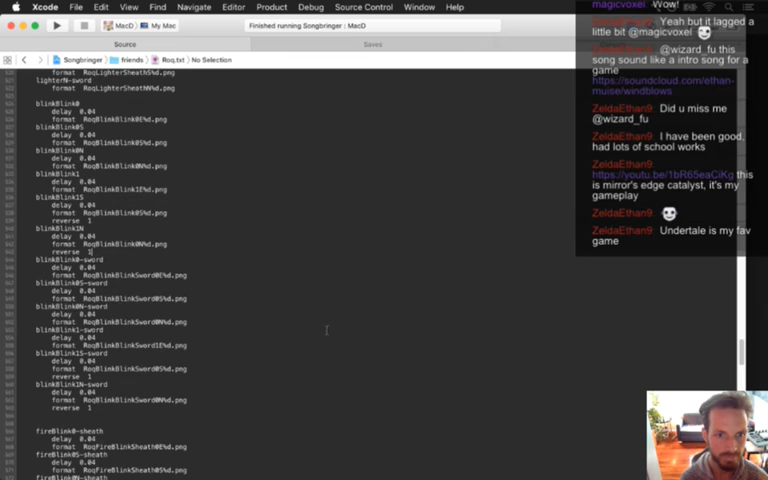 Xcode File Edit View Find Navigate Editor Product Debug Source Control Window Help
MacD My Mac
Finished running Songbringer : MacD
Source
Saves
Songbringer friends Roq.txt No Selection
format RoqLighterSheathS%d.png
lighterN-sword
format RoqLighterSheathN%d.png
blinkBlink0
delay 0.04
format RoqBlinkBlink0E%d.png
blinkBlink0S
delay 0.04
format RoqBlinkBlink0S%d.png
blinkBlink0N
delay 0.04
format RoqBlinkBlink0N%d.png
blinkBlink1
delay 0.04
format RoqBlinkBlink1E%d.png
blinkBlink1S
delay 0.04
format RoqBlinkBlink0S%d.png
reverse 1
blinkBlink1N
delay 0.04
format RoqBlinkBlink0N%d.png
reverse 1
blinkBlink0-sword
delay 0.04
format RoqBlinkBlinkSword0E%d.png
blinkBlink0S-sword
delay 0.04
format RoqBlinkBlinkSword0S%d.png
blinkBlink0N-sword
delay 0.04
format RoqBlinkBlinkSword0N%d.png
blinkBlink1-sword
delay 0.04
format RoqBlinkBlinkSword1E%d.png
blinkBlink1S-sword
delay 0.04
format RoqBlinkBlinkSword0S%d.png
reverse 1
blinkBlink1N-sword
delay 0.04
format RoqBlinkBlinkSword0N%d.png
reverse 1
fireBlink0-sheath
delay 0.04
format RoqFireBlinkSheath0E%d.png
fireBlink0S-sheath
delay 0.04
format RoqFireBlinkSheath0S%d.png
fireBlink0N-sheath
magicvoxel Wow!
ZeldaEthan9: Yeah but it lagged a
little bit @magicvoxel
ZeldaEthan9: @wizard_fu this
song sound like a intro song for a
game
https://soundcloud.com/ethan-
muise/windblows
ZeldaEthan9: Did u miss me
@wizard_fu
ZeldaEthan9: I have been good,
had lots of school works
ZeldaEthan9:
https://youtu.be/1bR65eaCiKg this
is mirror's edge catalyst, it's my
gameplay
ZeldaEthan9:
ZeldaEthan9: Undertale is my fav
game